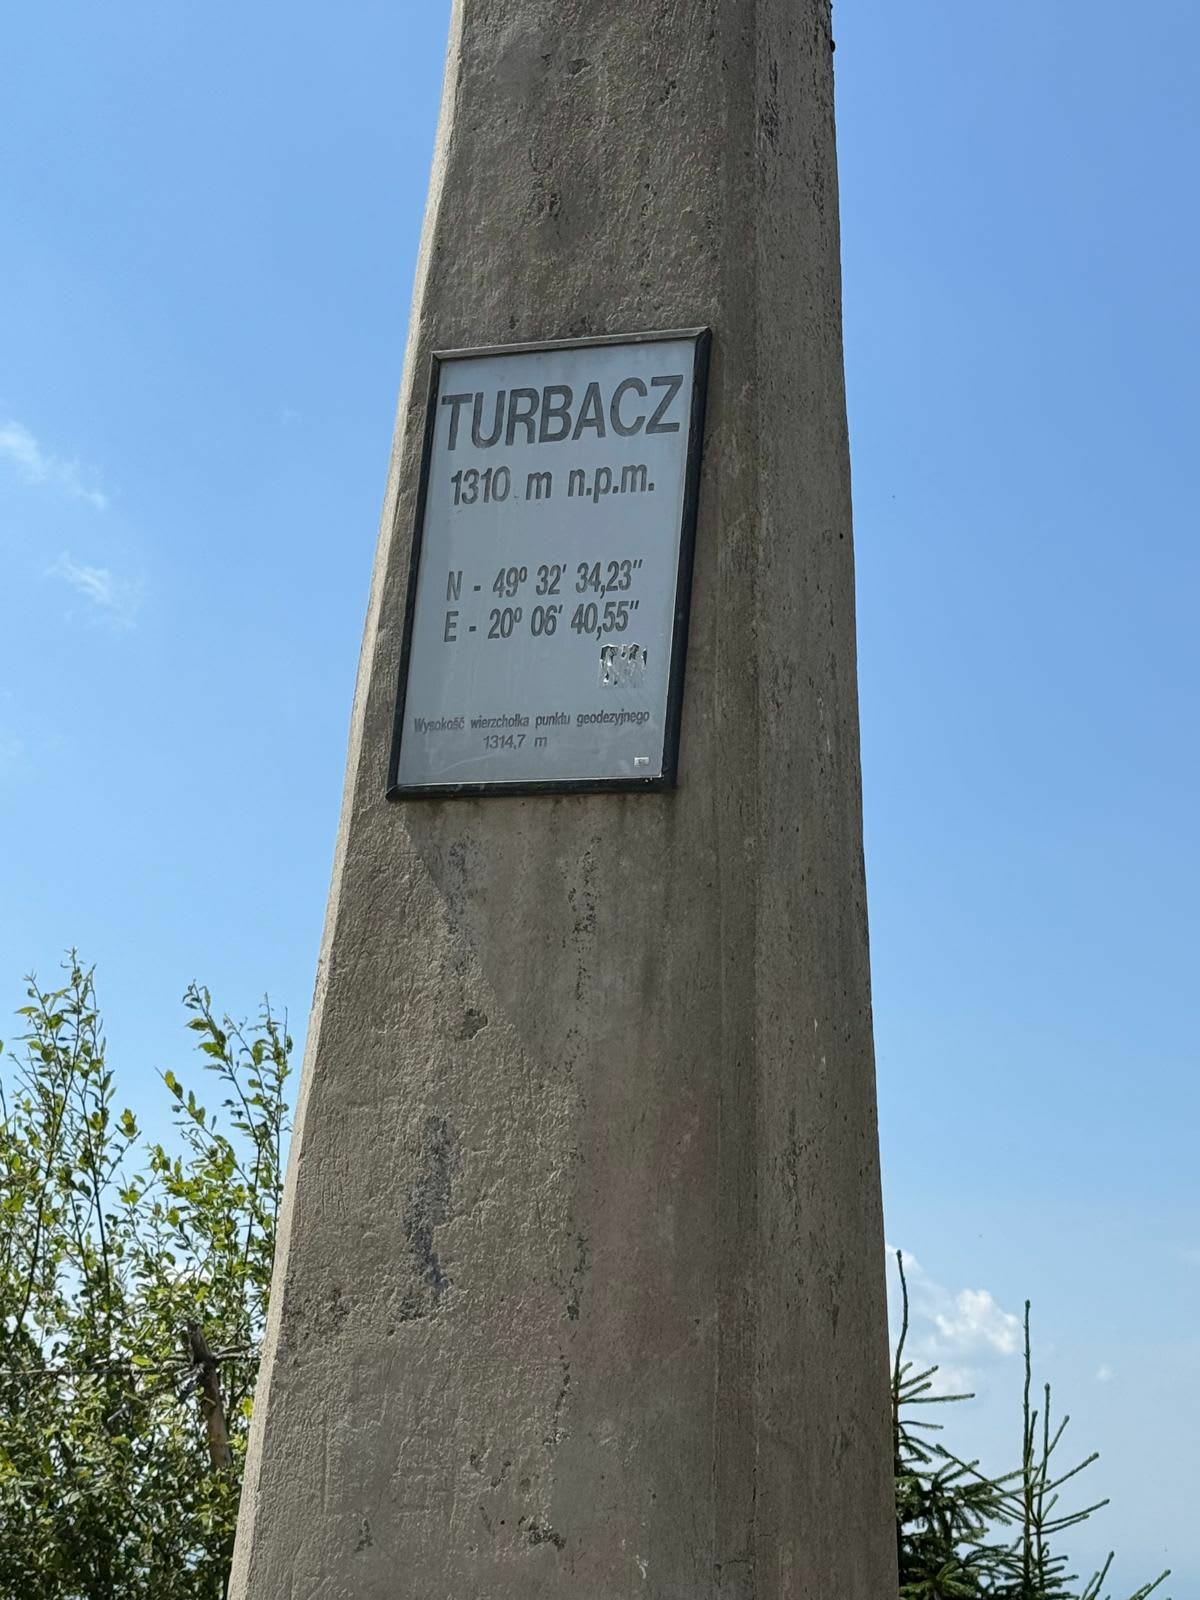 TURBACZ
1310 m n.p.m.
N - 49º 32' 34,23"
E - 20º 06' 40,55"
Wysokość wierzchołka punktu geodezyjnego
1314,7 m